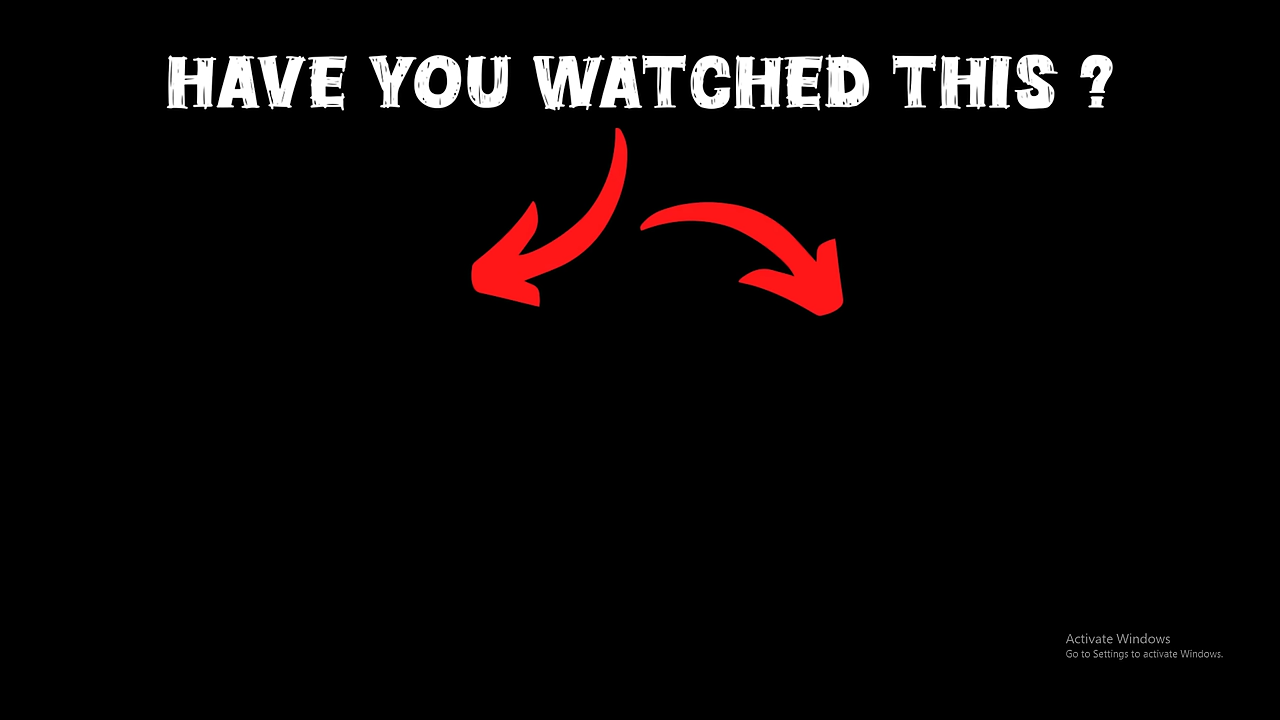 HAVE YOU WATCHED THIS ?
Activate Windows
Go to Settings to activate Windows.